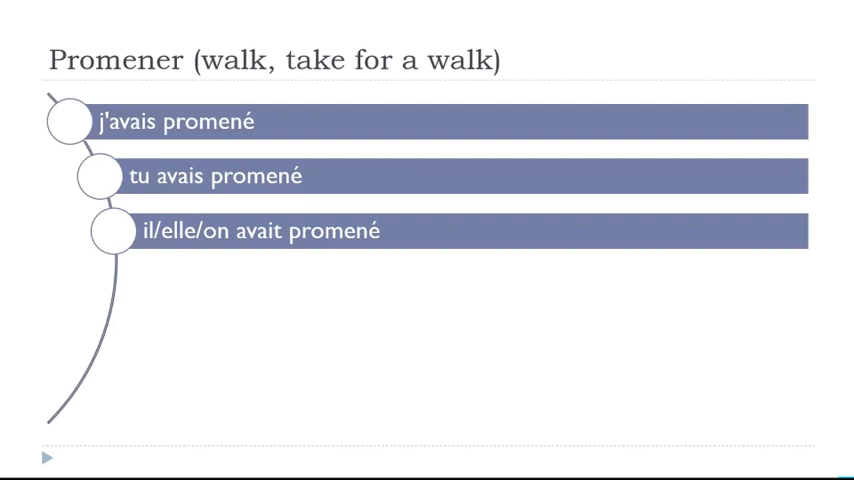 Promener (walk, take for a walk)
j'avais promené
tu avais promené
il/elle/on avait promené